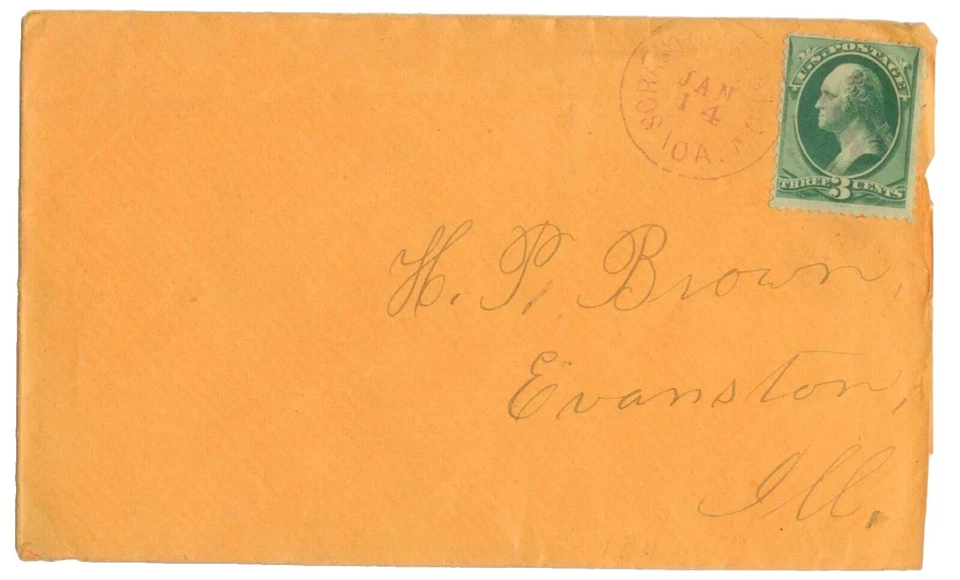 JAN
14
IOA.
U.S. POSTAGE
THREE 3 CENTS
H. P. Brown,
Evanston,
Ill.